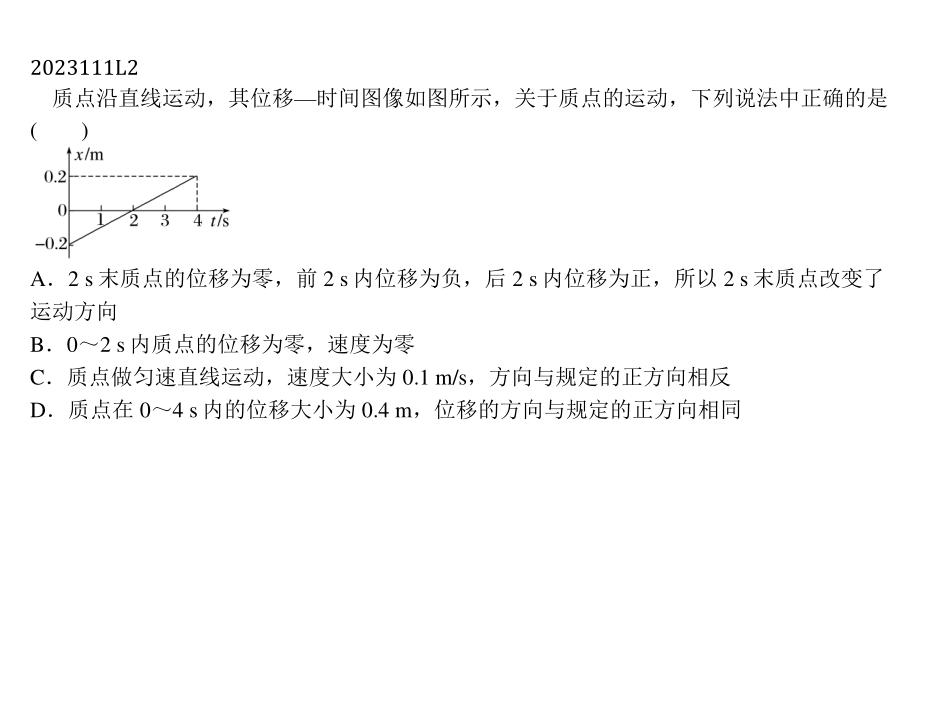 2023111L2
质点沿直线运动，其位移—时间图像如图所示，关于质点的运动，下列说法中正确的是
(　　)
x/m
0.2
0
1 2 3 4 t/s
−0.2
A．2 s 末质点的位移为零，前 2 s 内位移为负，后 2 s 内位移为正，所以 2 s 末质点改变了
运动方向
B．0～2 s 内质点的位移为零，速度为零
C．质点做匀速直线运动，速度大小为 0.1 m/s，方向与规定的正方向相反
D．质点在 0～4 s 内的位移大小为 0.4 m，位移的方向与规定的正方向相同